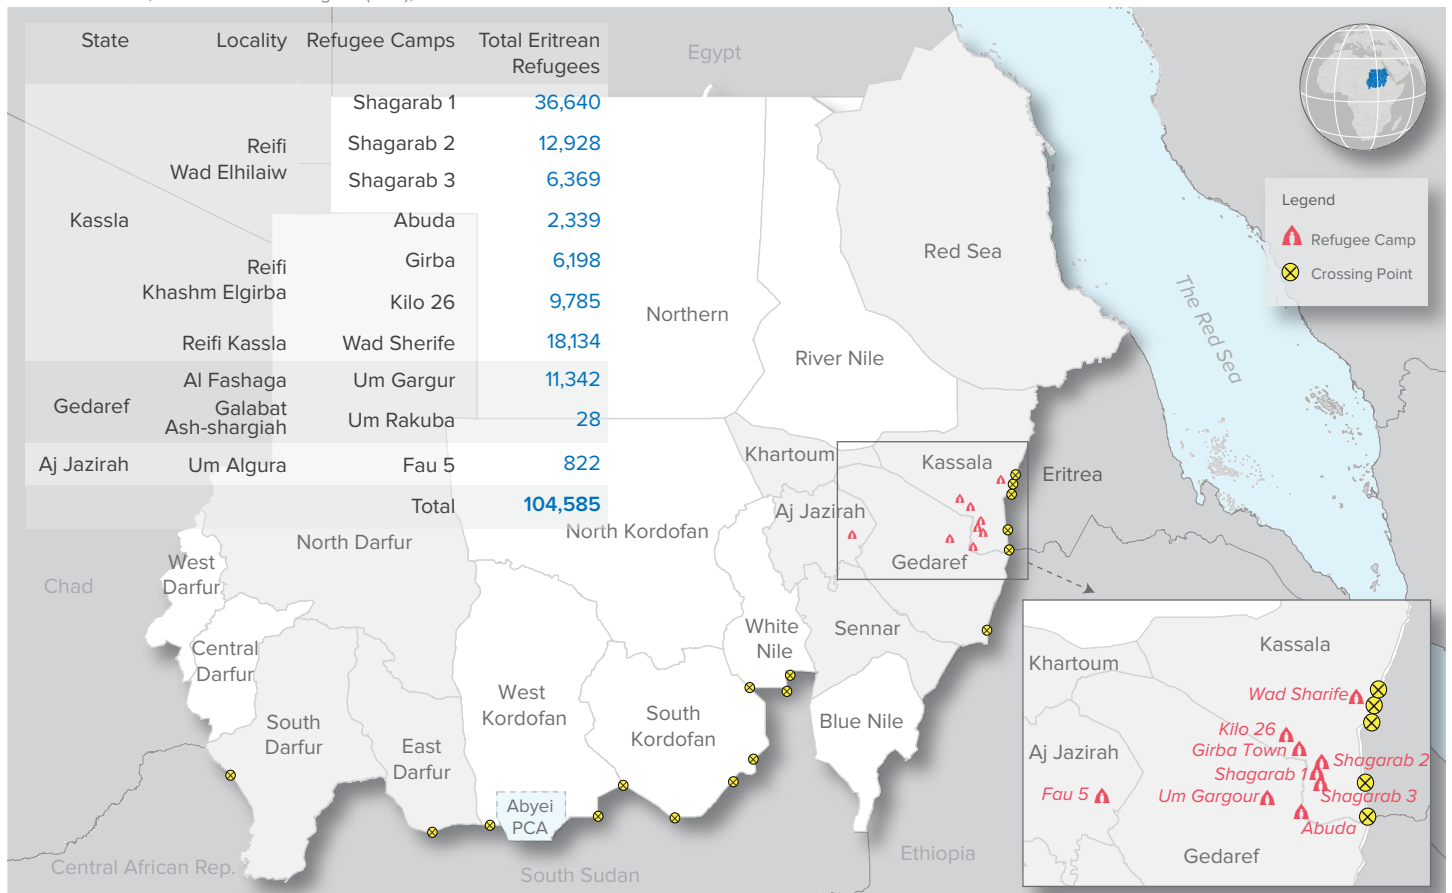 State Locality Refugee Camps Total Eritrean
Refugees
Shagarab 1 36,640
Reifi
Wad Elhilaiw
Shagarab 2 12,928
Shagarab 3 6,369
Kassla
Abuda 2,339
Reifi
Khashm Elgirba
Girba 6,198
Kilo 26 9,785
Reifi Kassla Wad Sherife 18,134
Gedaref
Al Fashaga Um Gargur 11,342
Galabat
Ash-shargiah
Um Rakuba 28
Aj Jazirah Um Algura Fau 5 822
Total 104,585
Egypt
Red Sea
Northern
River Nile
The Red Sea
Legend
Refugee Camp
Crossing Point
Khartoum
Kassala
Eritrea
Aj Jazirah
North Kordofan
North Darfur
Gedaref
West
Darfur
Chad
Central
Darfur
White
Nile
Sennar
South
Darfur
East
Darfur
West
Kordofan
South
Kordofan
Blue Nile
Abyei
PCA
Central African Rep.
South Sudan
Ethiopia
Kassala
Khartoum
Wad Sharife
Kilo 26
Girba Town
Aj Jazirah
Shagarab 2
Shagarab 1
Fau 5
Um Gargour
Shagarab 3
Abuda
Gedaref